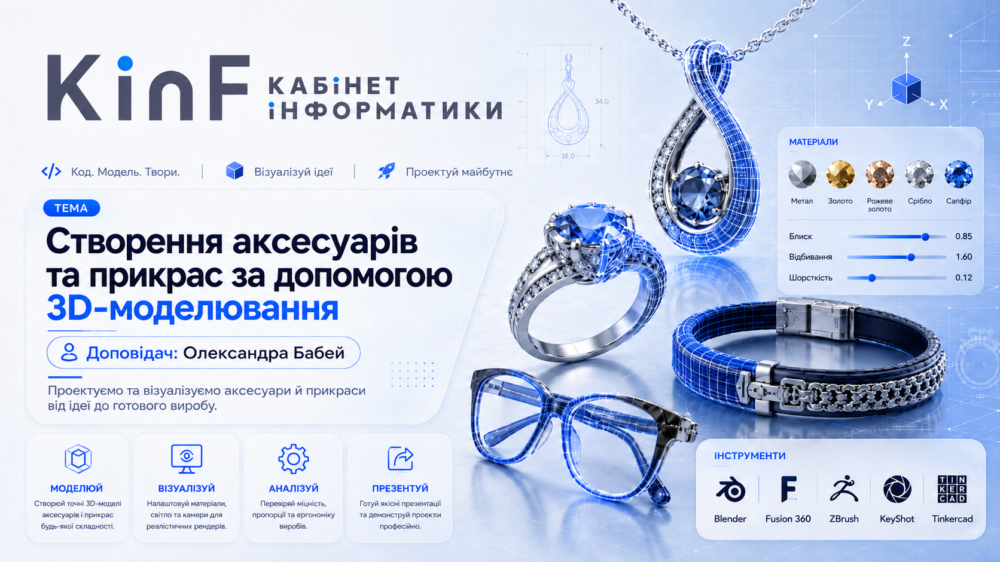 KinF
КАБіНЕТ
іНФОРМАТИКИ
Код. Модель. Твори.
Візуалізуй ідеї
Проектуй майбутнє
ТЕМА
Створення аксесуарів
та прикрас за допомогою
3D-моделювання
Доповідач: Олександра Бабей
Проектуємо та візуалізуємо аксесуари й прикраси
від ідеї до готового виробу.
МОДЕЛЮЙ
Створюй точні 3D-моделі
аксесуарів і прикрас
будь-якої складності.
ВІЗУАЛІЗУЙ
Налаштовуй матеріали,
світло та камери для
реалістичних рендерів.
АНАЛІЗУЙ
Перевіряй міцність,
пропорції та ергономіку
виробів.
ПРЕЗЕНТУЙ
Готуй якісні презентації
та демонструй проекти
професійно.
34.0
18.0
Z
Y
X
МАТЕРІАЛИ
Метал
Золото
Рожеве
золото
Срібло
Сапфір
Блиск 0.85
Відбивання 1.60
Шорсткість 0.12
ІНСТРУМЕНТИ
Blender
F
Fusion 360
ZBrush
KeyShot
TIN
KER
CAD
Tinkercad